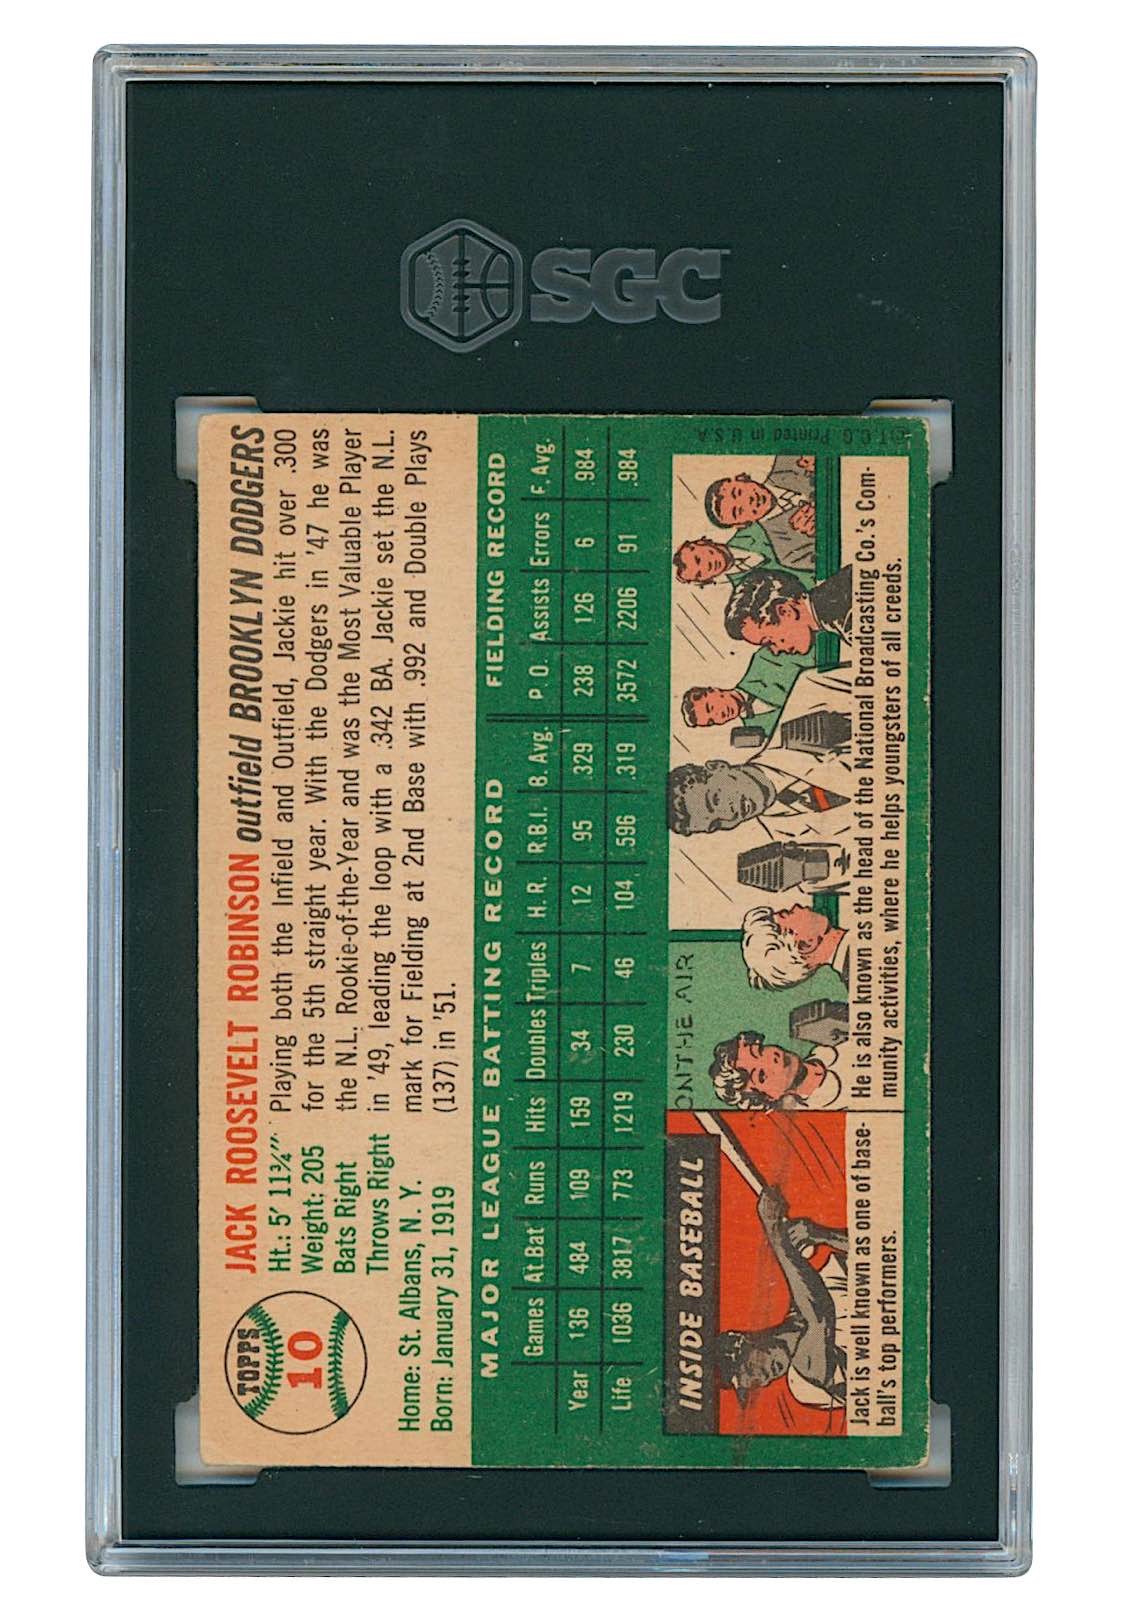 SGC
TOPPS
10
JACK ROOSEVELT ROBINSON outfield BROOKLYN DODGERS
Ht.: 5' 11¾"
Weight: 205
Bats Right
Throws Right
Home: St. Albans, N. Y.
Born: January 31, 1919
Playing both the Infield and Outfield, Jackie hit over .300
for the 5th straight year. With the Dodgers in '47 he was
the N.L. Rookie-of-the-Year and was the Most Valuable Player
in '49, leading the loop with a .342 BA. Jackie set the N.L.
mark for Fielding at 2nd Base with .992 and Double Plays
(137) in '51.
MAJOR LEAGUE BATTING RECORD FIELDING RECORD
Games At.Bat Runs Hits Doubles Triples H. R. R.B.I. B. Avg. P. O. Assists Errors F. Avg.
Year 136 484 109 159 34 7 12 95 .329 238 126 6 .984
Life 1036 3817 773 1219 230 46 104 596 .319 3572 2206 91 .984
INSIDE BASEBALL
ON THE AIR
Jack is well known as one of base-
ball's top performers.
He is also known as the head of the National Broadcasting Co.'s Com-
munity activities, where he helps youngsters of all creeds.
©T.C.G. Printed in U.S.A.